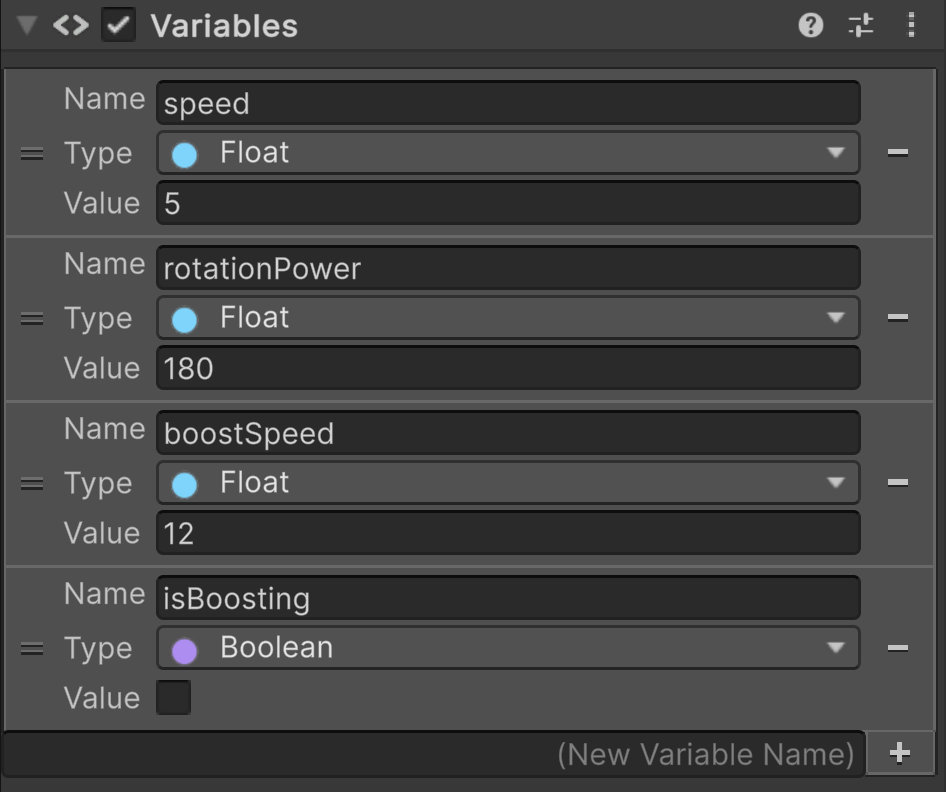 Variables
Name speed
Type Float
Value 5
Name rotationPower
Type Float
Value 180
Name boostSpeed
Type Float
Value 12
Name isBoosting
Type Boolean
Value
(New Variable Name)